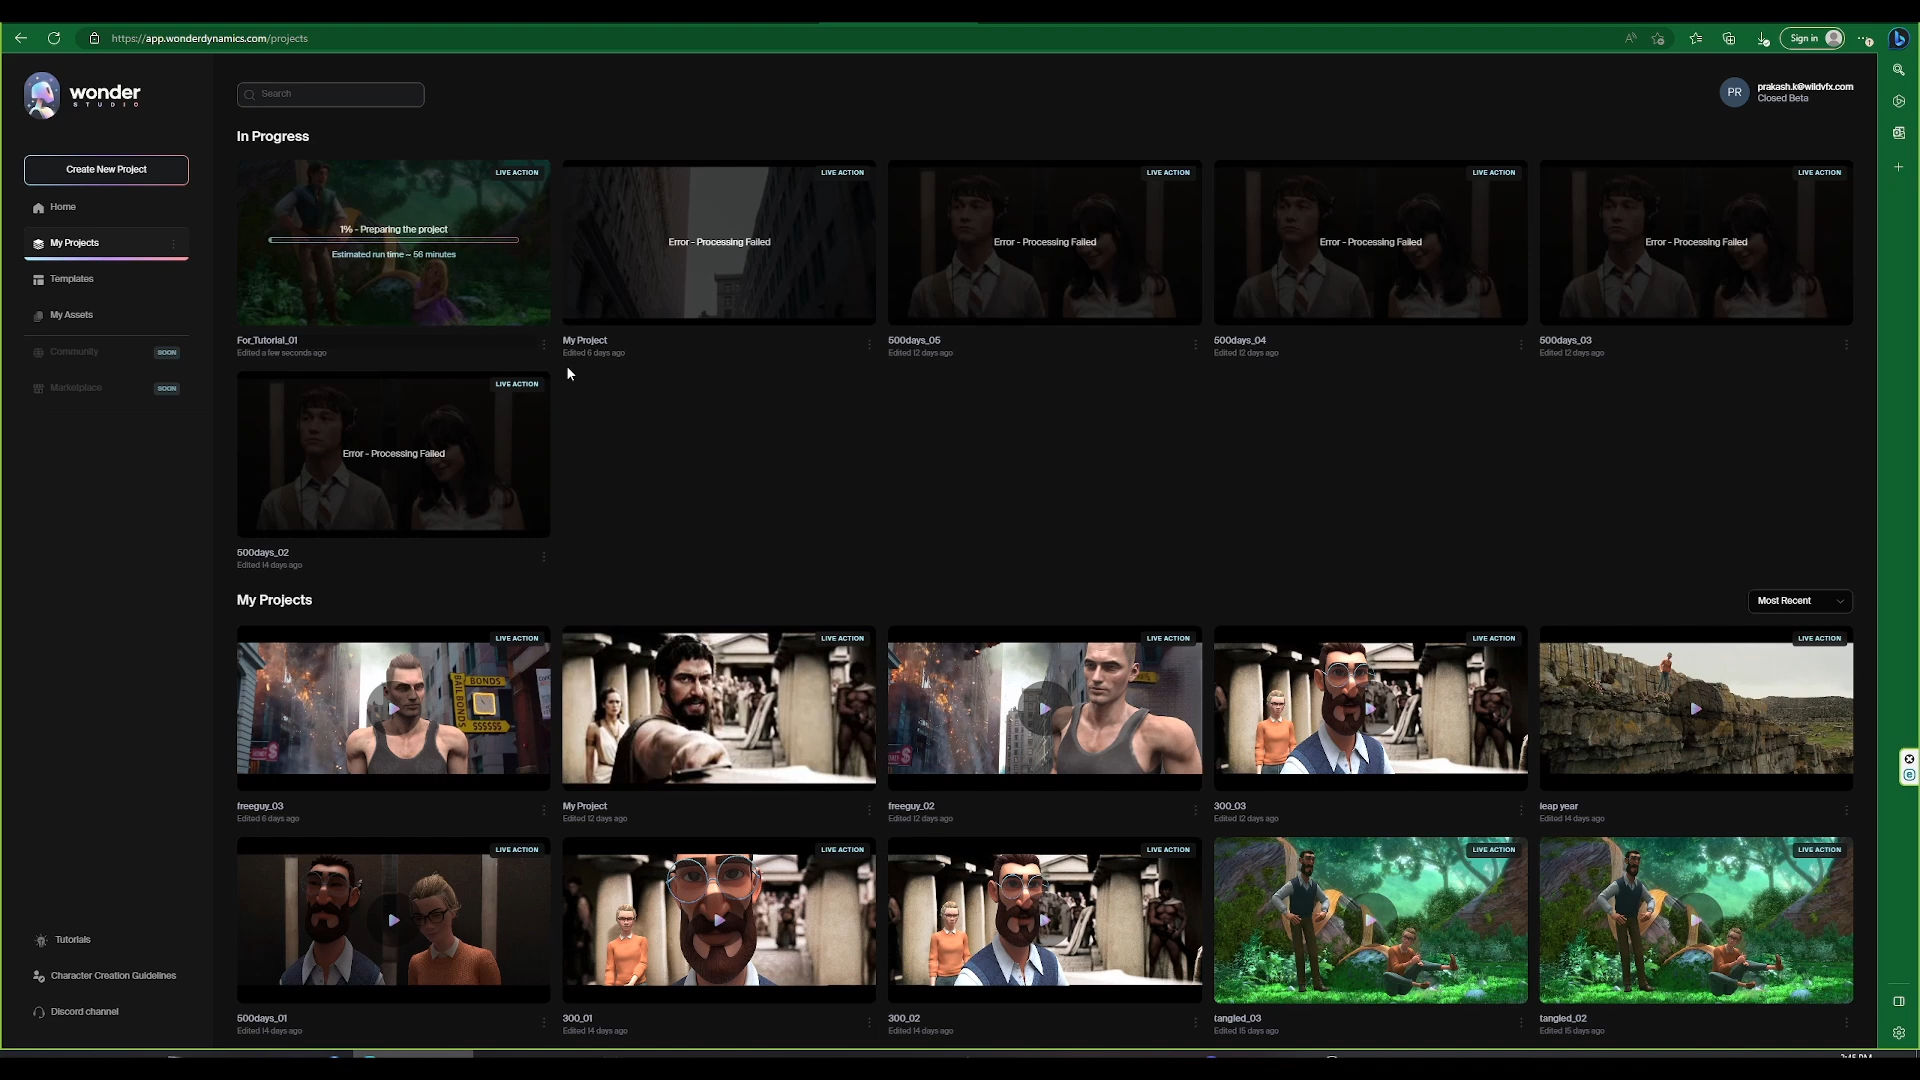 https://app.wonderdynamics.com/projects
Sign in
wonder
STUDIO
Search
PR
prakash.k@wildvfx.com
Closed Beta
Create New Project
Home
My Projects
Templates
My Assets
Community SOON
Marketplace SOON
Tutorials
Character Creation Guidelines
Discord channel
In Progress
LIVE ACTION
1% - Preparing the project
Estimated run time ~ 56 minutes
For_Tutorial_01
Edited a few seconds ago
LIVE ACTION
Error - Processing Failed
My Project
Edited 6 days ago
LIVE ACTION
Error - Processing Failed
500days_05
Edited 12 days ago
LIVE ACTION
Error - Processing Failed
500days_04
Edited 12 days ago
LIVE ACTION
Error - Processing Failed
500days_03
Edited 12 days ago
LIVE ACTION
Error - Processing Failed
500days_02
Edited 14 days ago
My Projects
Most Recent
LIVE ACTION
BONDS
BAIL BONDS
$$$$$$
freeguy_03
Edited 6 days ago
LIVE ACTION
My Project
Edited 12 days ago
LIVE ACTION
freeguy_02
Edited 12 days ago
LIVE ACTION
300_03
Edited 12 days ago
LIVE ACTION
leap year
Edited 14 days ago
LIVE ACTION
500days_01
Edited 14 days ago
LIVE ACTION
300_01
Edited 14 days ago
LIVE ACTION
300_02
Edited 14 days ago
LIVE ACTION
tangled_03
Edited 15 days ago
LIVE ACTION
tangled_02
Edited 15 days ago